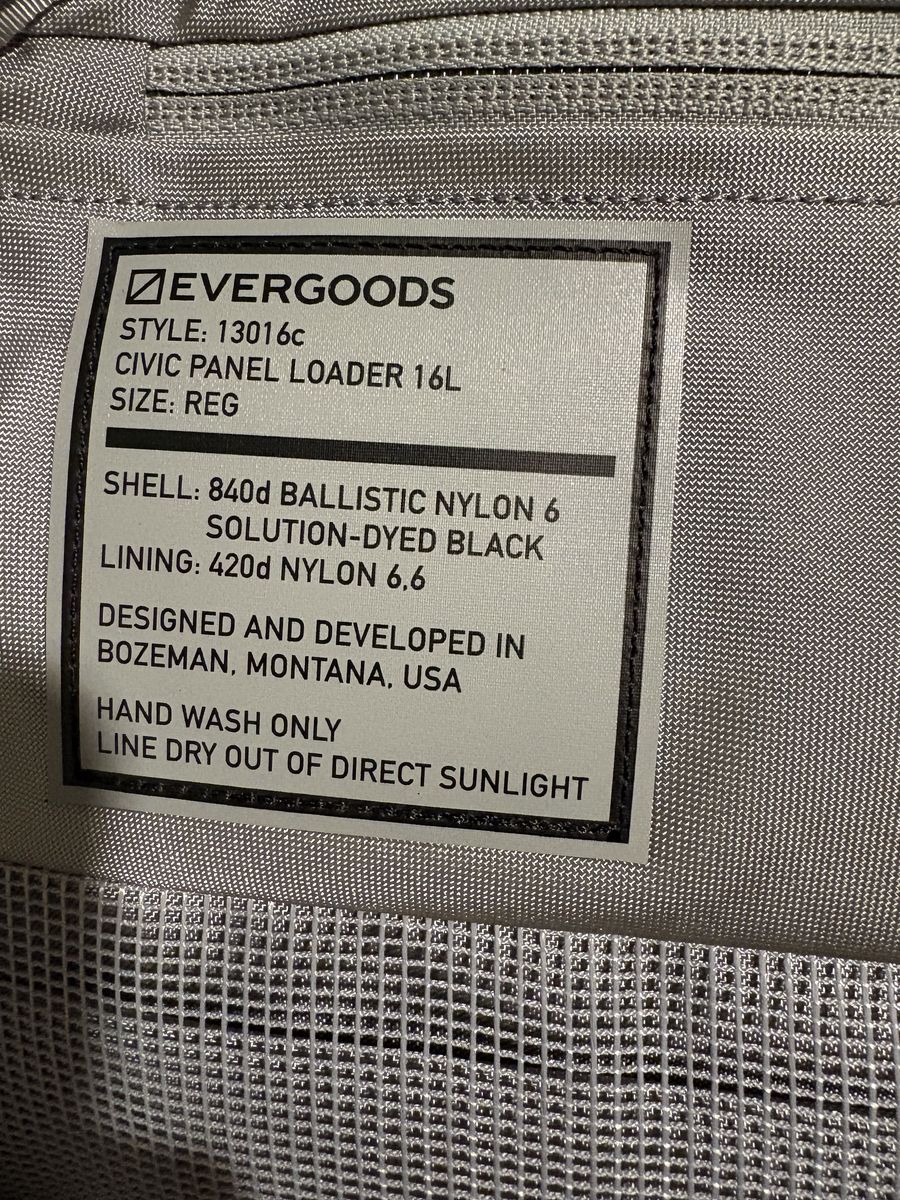 EVERGOODS
STYLE: 13016c
CIVIC PANEL LOADER 16L
SIZE: REG
SHELL: 840d BALLISTIC NYLON 6
SOLUTION-DYED BLACK
LINING: 420d NYLON 6,6
DESIGNED AND DEVELOPED IN
BOZEMAN, MONTANA, USA
HAND WASH ONLY
LINE DRY OUT OF DIRECT SUNLIGHT